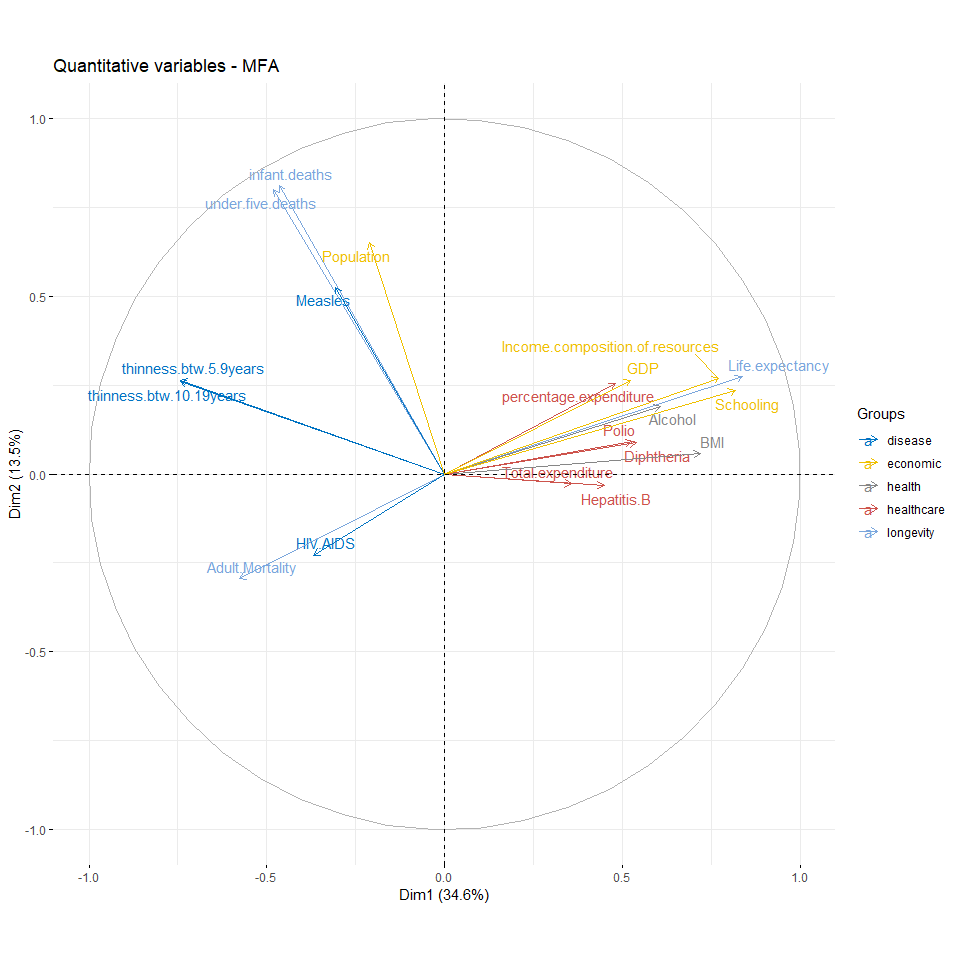 Quantitative variables - MFA
1.0
infant.deaths
under.five.deaths
Population
0.5
Measles
Income.composition.of.resources
thinness.btw.5.9years
GDP
Life.expectancy
thinness.btw.10.19years
percentage.expenditure
Schooling
Alcohol
Polio
BMI
Diphtheria
0.0
Total.expenditure
Hepatitis.B
HIV.AIDS
Adult.Mortality
-0.5
-1.0
Dim2 (13.5%)
-1.0
-0.5
0.0
0.5
1.0
Dim1 (34.6%)
Groups
a disease
a economic
a health
a healthcare
a longevity